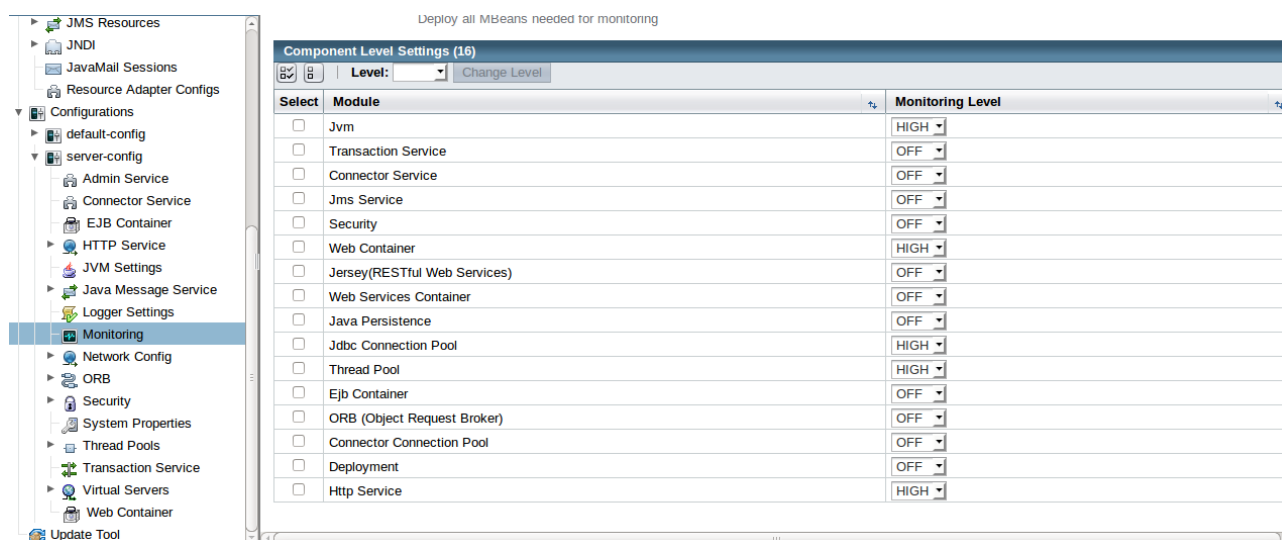 JMS Resources
JNDI
JavaMail Sessions
Resource Adapter Configs
Configurations
default-config
server-config
Admin Service
Connector Service
EJB Container
HTTP Service
JVM Settings
Java Message Service
Logger Settings
Monitoring
Network Config
ORB
Security
System Properties
Thread Pools
Transaction Service
Virtual Servers
Web Container
Update Tool
Deploy all MBeans needed for monitoring
Component Level Settings (16)
Level: Change Level
Select Module Monitoring Level
Jvm HIGH
Transaction Service OFF
Connector Service OFF
Jms Service OFF
Security OFF
Web Container HIGH
Jersey(RESTful Web Services) OFF
Web Services Container OFF
Java Persistence OFF
Jdbc Connection Pool HIGH
Thread Pool HIGH
Ejb Container OFF
ORB (Object Request Broker) OFF
Connector Connection Pool OFF
Deployment OFF
Http Service HIGH